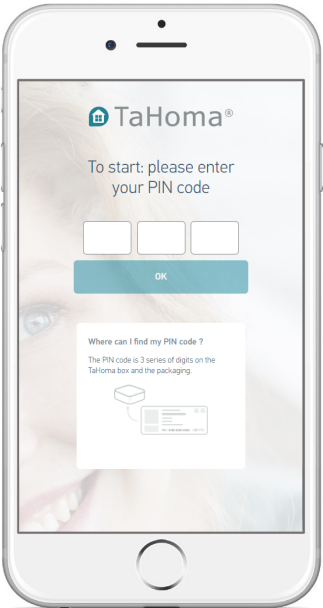 TaHoma®
To start: please enter
your PIN code
OK
Where can I find my PIN code ?
The PIN code is 3 series of digits on the
TaHoma box and the packaging.